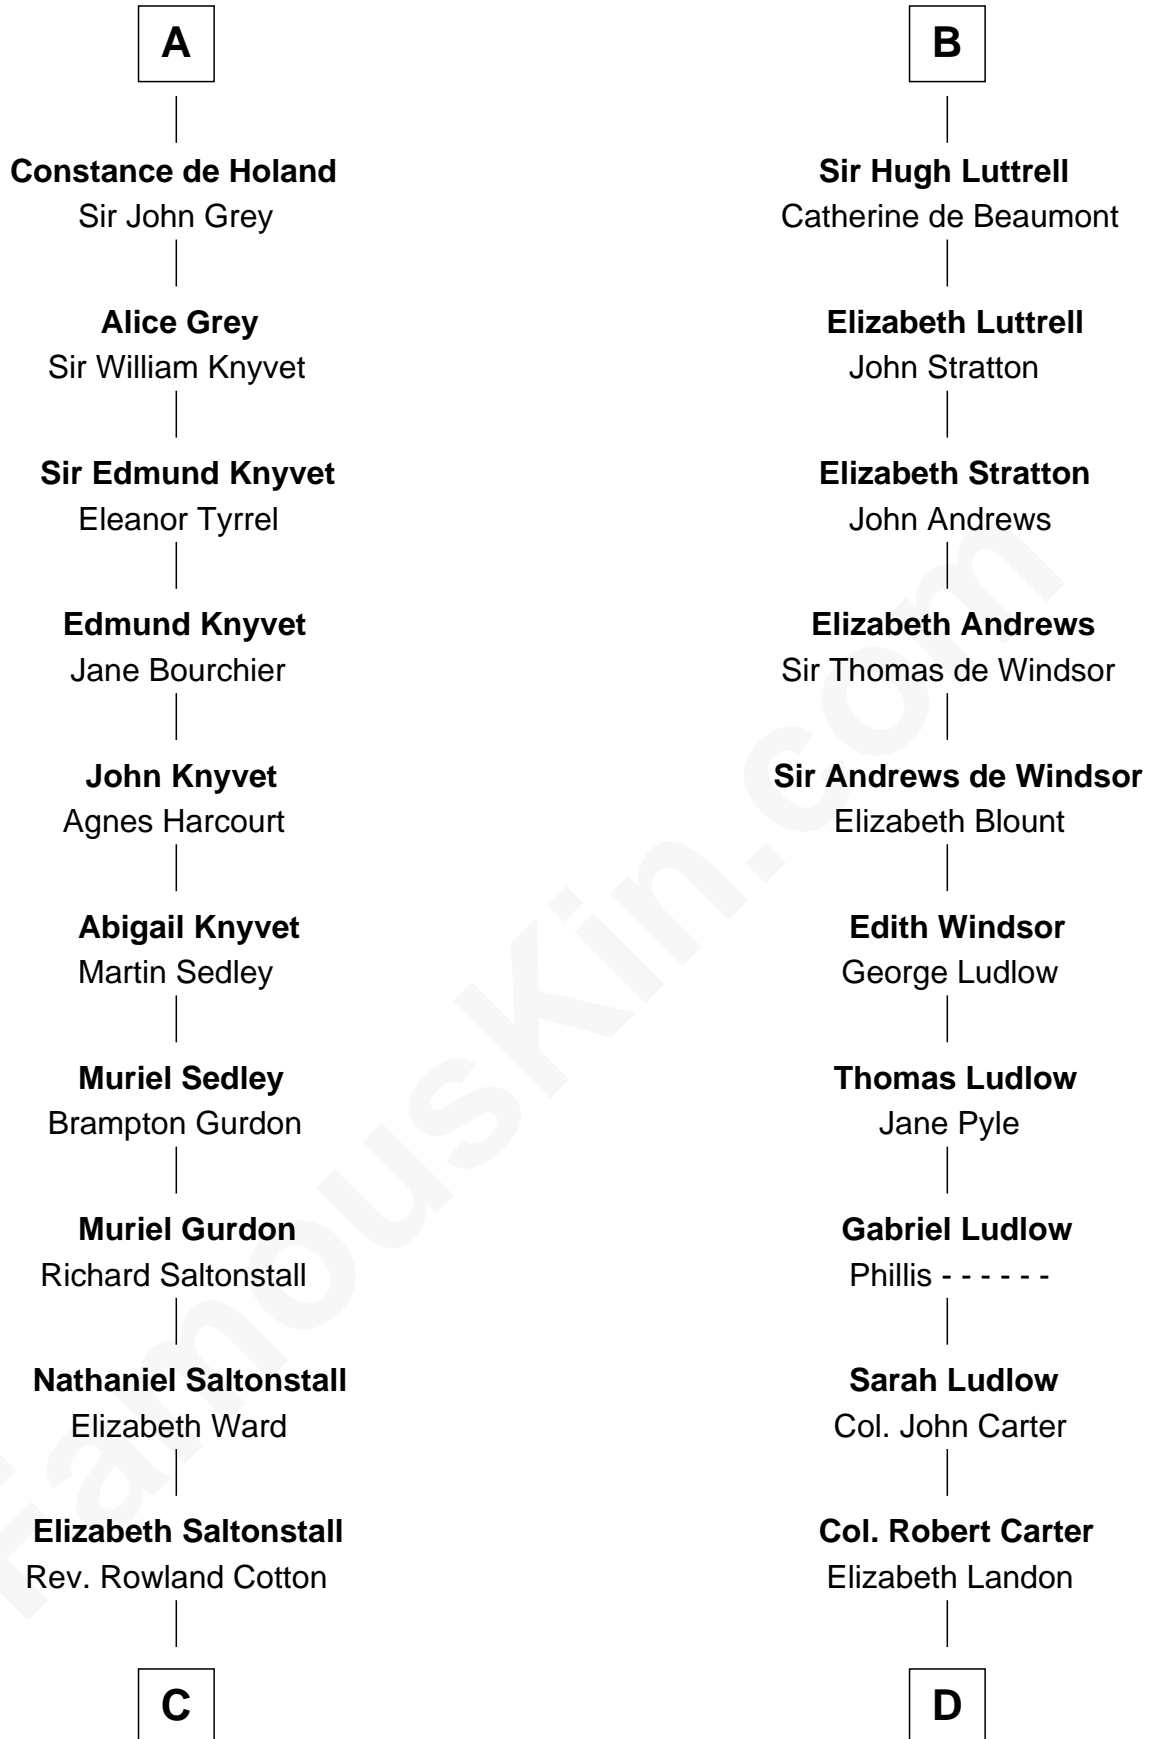 A
Constance de Holand
Sir John Grey
Alice Grey
Sir William Knyvet
Sir Edmund Knyvet
Eleanor Tyrrel
Edmund Knyvet
Jane Bourchier
John Knyvet
Agnes Harcourt
Abigail Knyvet
Martin Sedley
Muriel Sedley
Brampton Gurdon
Muriel Gurdon
Richard Saltonstall
Nathaniel Saltonstall
Elizabeth Ward
Elizabeth Saltonstall
Rev. Rowland Cotton
C
B
Sir Hugh Luttrell
Catherine de Beaumont
Elizabeth Luttrell
John Stratton
Elizabeth Stratton
John Andrews
Elizabeth Andrews
Sir Thomas de Windsor
Sir Andrews de Windsor
Elizabeth Blount
Edith Windsor
George Ludlow
Thomas Ludlow
Jane Pyle
Gabriel Ludlow
Phillis - - - - - -
Sarah Ludlow
Col. John Carter
Col. Robert Carter
Elizabeth Landon
D
FamousKin.com